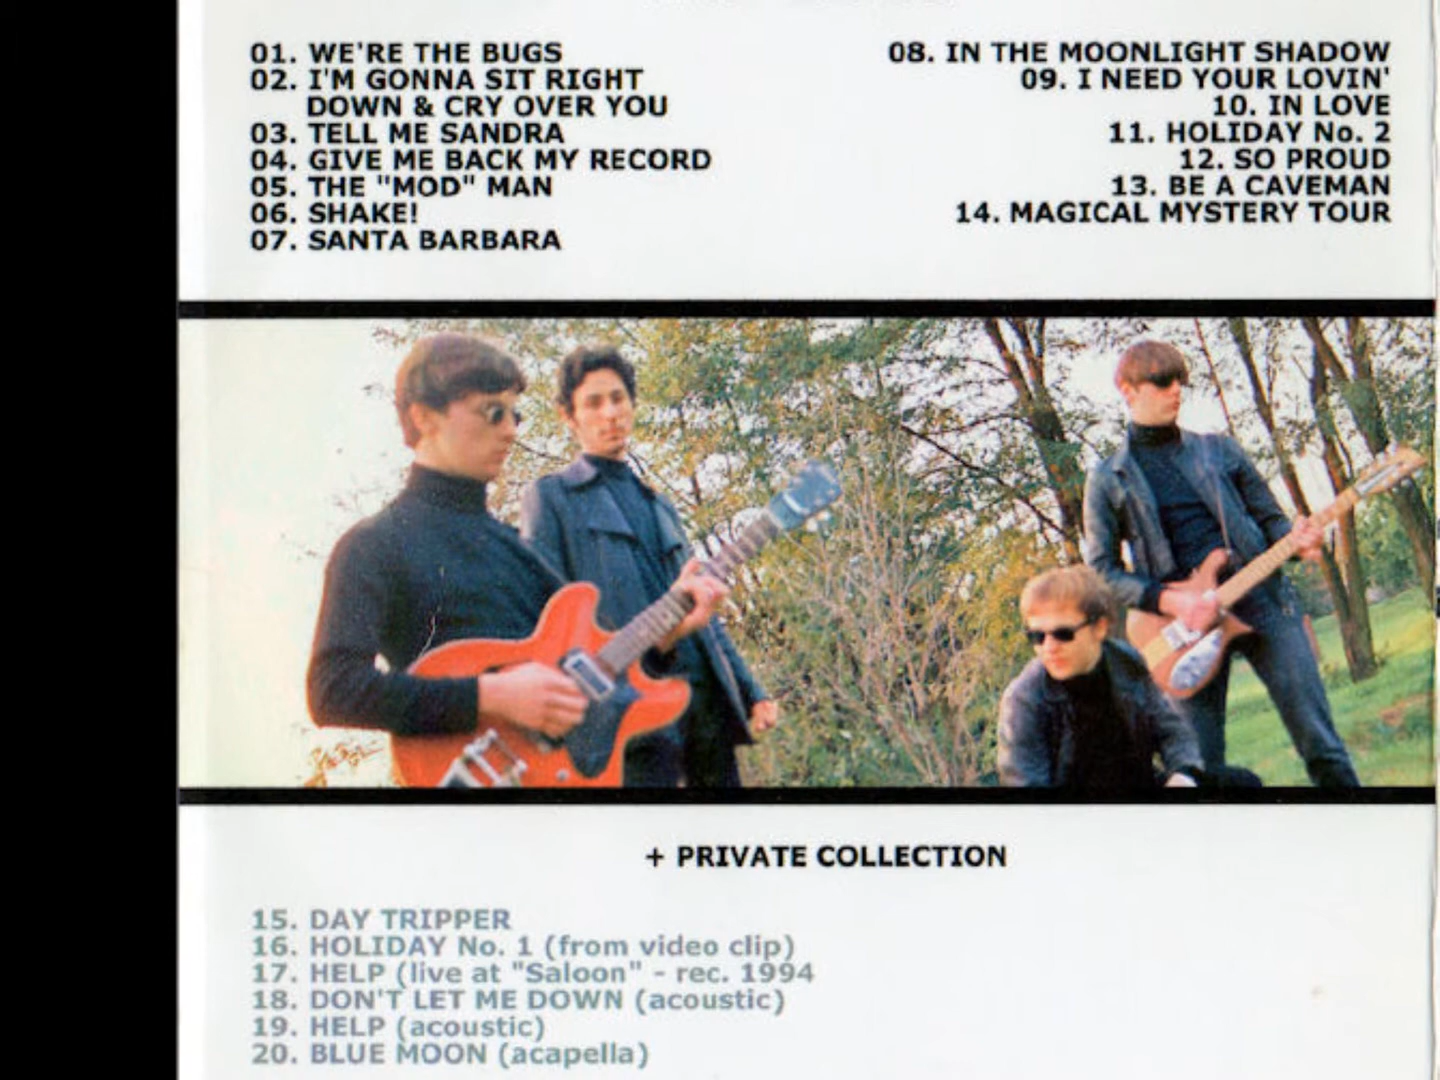 01. WE'RE THE BUGS
02. I'M GONNA SIT RIGHT
DOWN & CRY OVER YOU
03. TELL ME SANDRA
04. GIVE ME BACK MY RECORD
05. THE "MOD" MAN
06. SHAKE!
07. SANTA BARBARA
08. IN THE MOONLIGHT SHADOW
09. I NEED YOUR LOVIN'
10. IN LOVE
11. HOLIDAY No. 2
12. SO PROUD
13. BE A CAVEMAN
14. MAGICAL MYSTERY TOUR
+ PRIVATE COLLECTION
15. DAY TRIPPER
16. HOLIDAY No. 1 (from video clip)
17. HELP (live at "Saloon" - rec. 1994
18. DON'T LET ME DOWN (acoustic)
19. HELP (acoustic)
20. BLUE MOON (acapella)